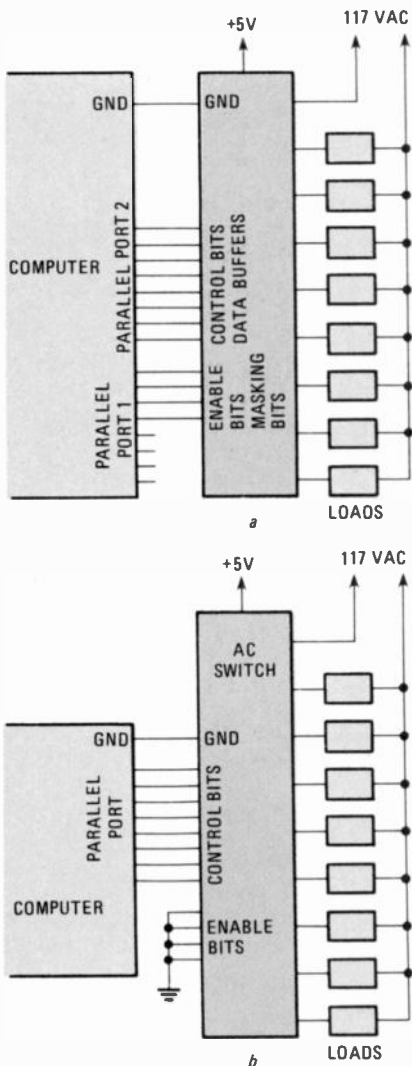 +5V
117 VAC
GND
GND
COMPUTER
PARALLEL PORT 2
CONTROL BITS
DATA BUFFERS
PARALLEL
PORT 1
ENABLE
BITS
MASKING
BITS
LOAOS
a
+5V
117 VAC
AC
SWITCH
GND
GND
PARALLEL
PORT
CONTROL BITS
COMPUTER
ENABLE
BITS
LOADS
b